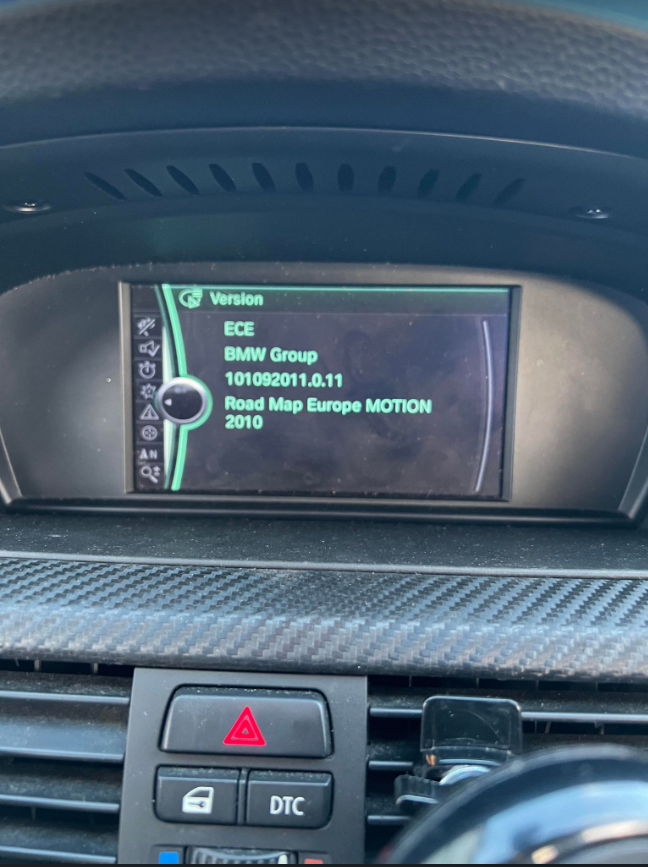 Version
ECE
BMW Group
101092011.0.11
Road Map Europe MOTION
2010
DTC